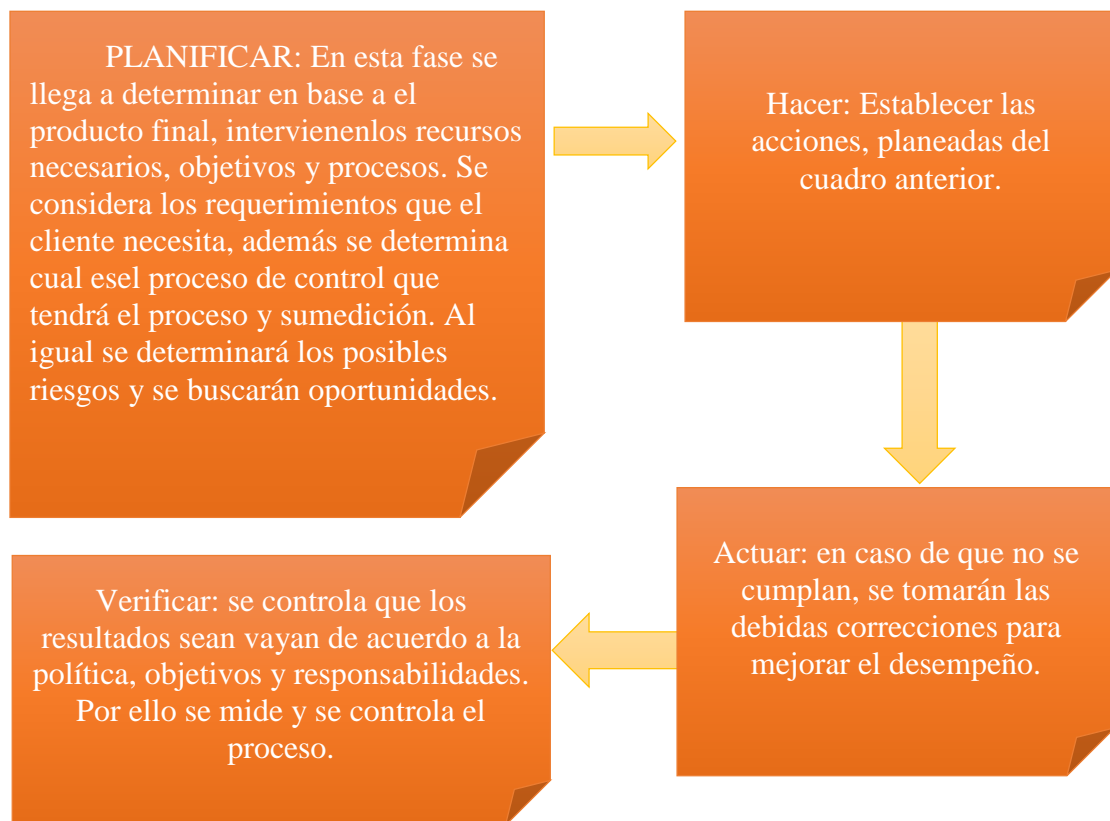 PLANIFICAR: En esta fase se
llega a determinar en base a el
producto final, intervienenlos recursos
necesarios, objetivos y procesos. Se
considera los requerimientos que el
cliente necesita, además se determina
cual esel proceso de control que
tendrá el proceso y sumedición. Al
igual se determinará los posibles
riesgos y se buscarán oportunidades.
Hacer: Establecer las
acciones, planeadas del
cuadro anterior.
Actuar: en caso de que no se
cumplan, se tomarán las
debidas correcciones para
mejorar el desempeño.
Verificar: se controla que los
resultados sean vayan de acuerdo a la
política, objetivos y responsabilidades.
Por ello se mide y se controla el
proceso.